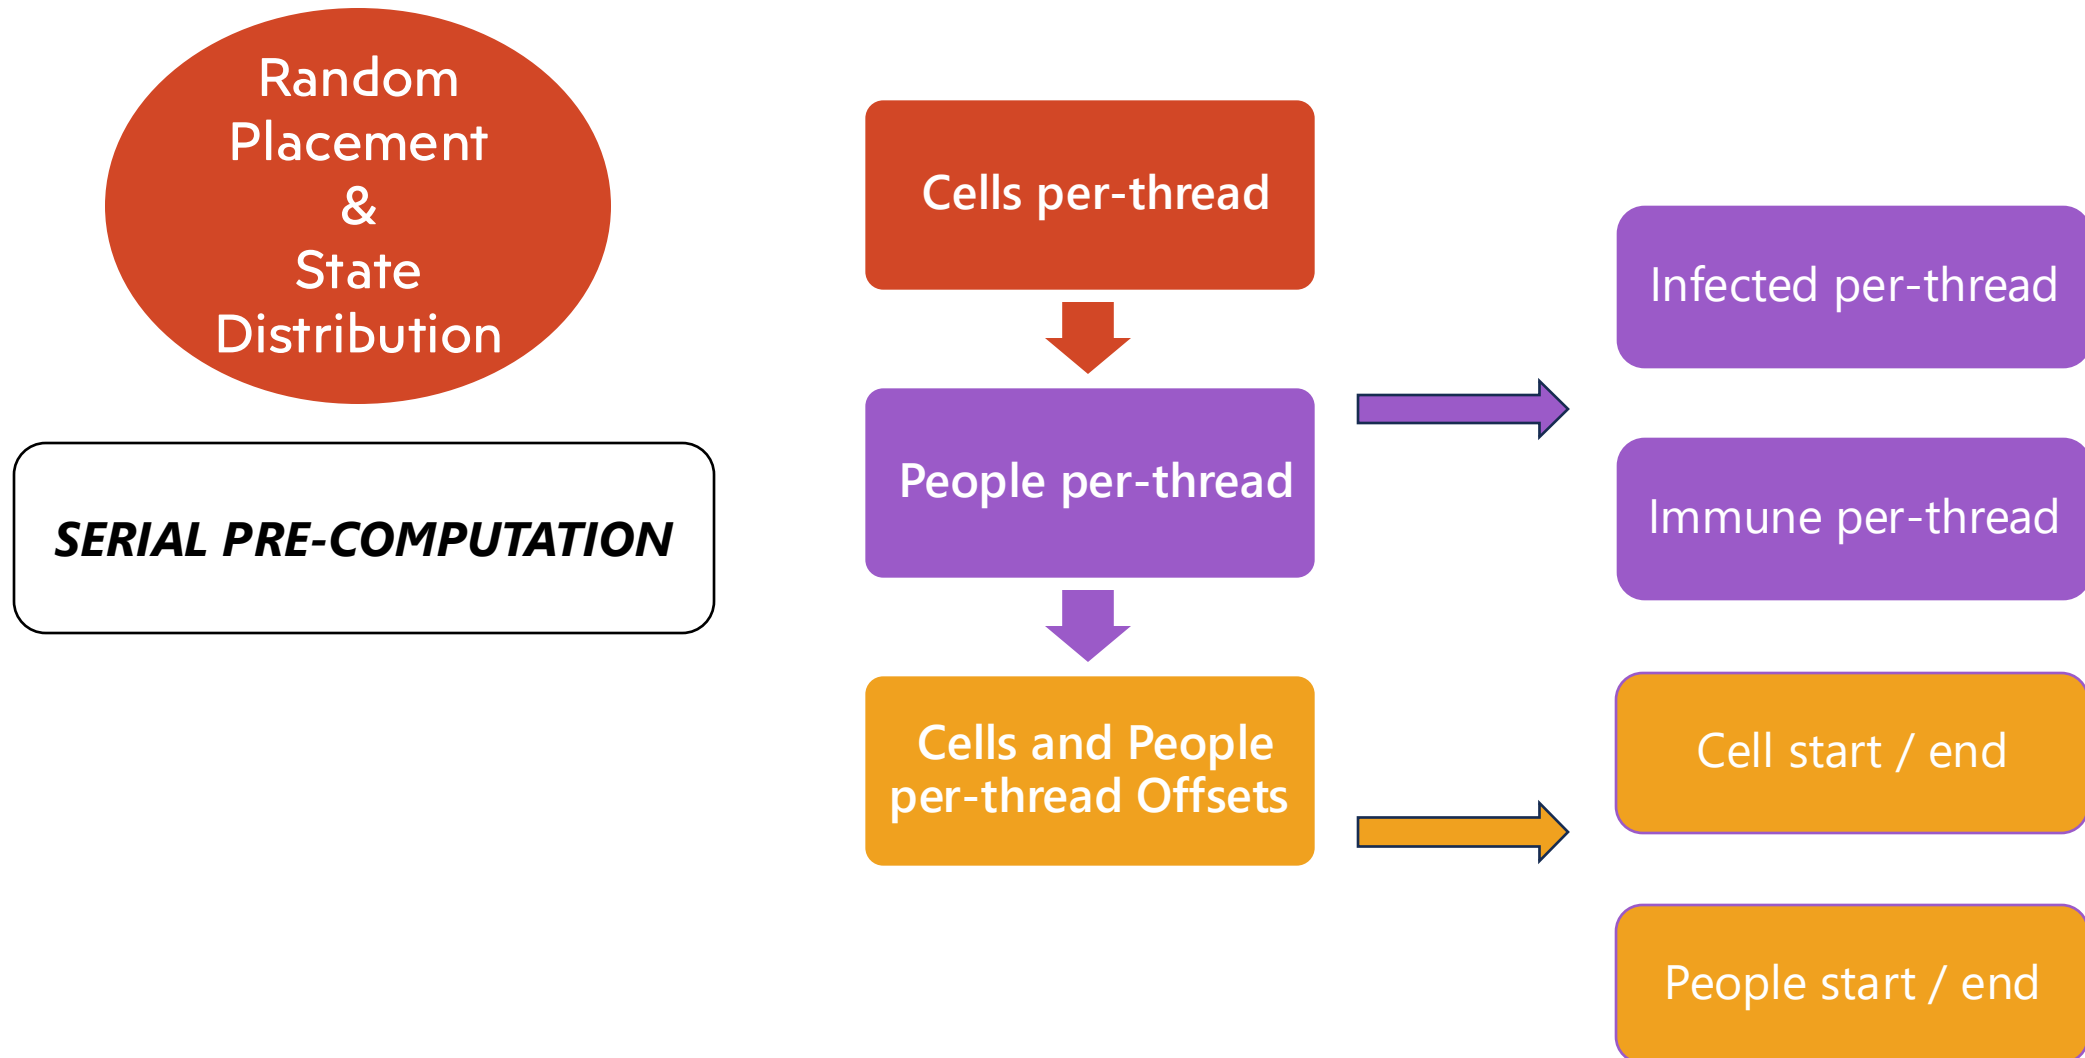 Random
Placement
&
State
Distribution
SERIAL PRE-COMPUTATION
Cells per-thread
People per-thread
Cells and People
per-thread Offsets
Infected per-thread
Immune per-thread
Cell start / end
People start / end